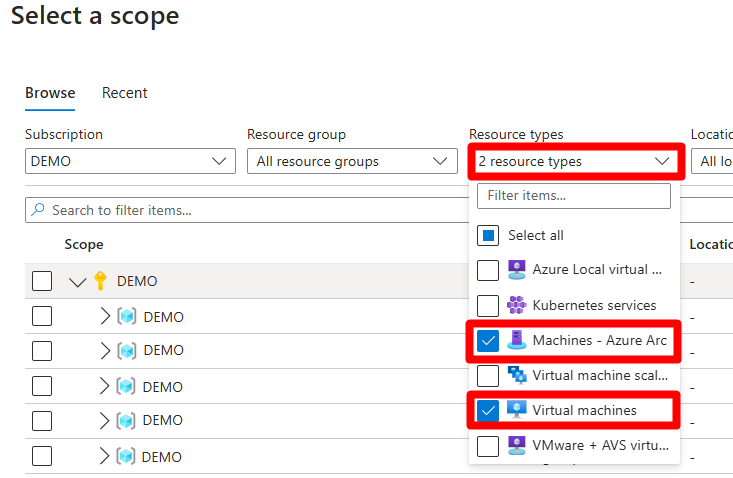 Select a scope
Browse Recent
Subscription Resource group Resource types Locatio
DEMO All resource groups 2 resource types All lo
Filter items...
Search to filter items...
Select all
Scope Locatio
Azure Local virtual ...
DEMO -
Kubernetes services
DEMO -
Machines - Azure Arc
DEMO -
Virtual machine scal...
DEMO -
Virtual machines
DEMO -
VMware + AVS virtu...
DEMO -